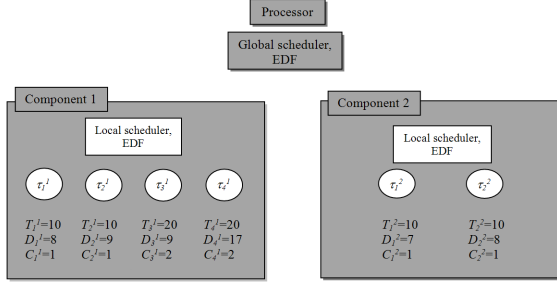 Processor
Global scheduler,
EDF
Component 1
Local scheduler,
EDF
τ₁¹ τ₂¹ τ₃¹ τ₄¹
T₁¹=10 T₂¹=10 T₃¹=20 T₄¹=20
D₁¹=8 D₂¹=9 D₃¹=9 D₄¹=17
C₁¹=1 C₂¹=1 C₃¹=2 C₄¹=2
Component 2
Local scheduler,
EDF
τ₁² τ₂²
T₁²=10 T₂²=10
D₁²=7 D₂²=8
C₁²=1 C₂²=1